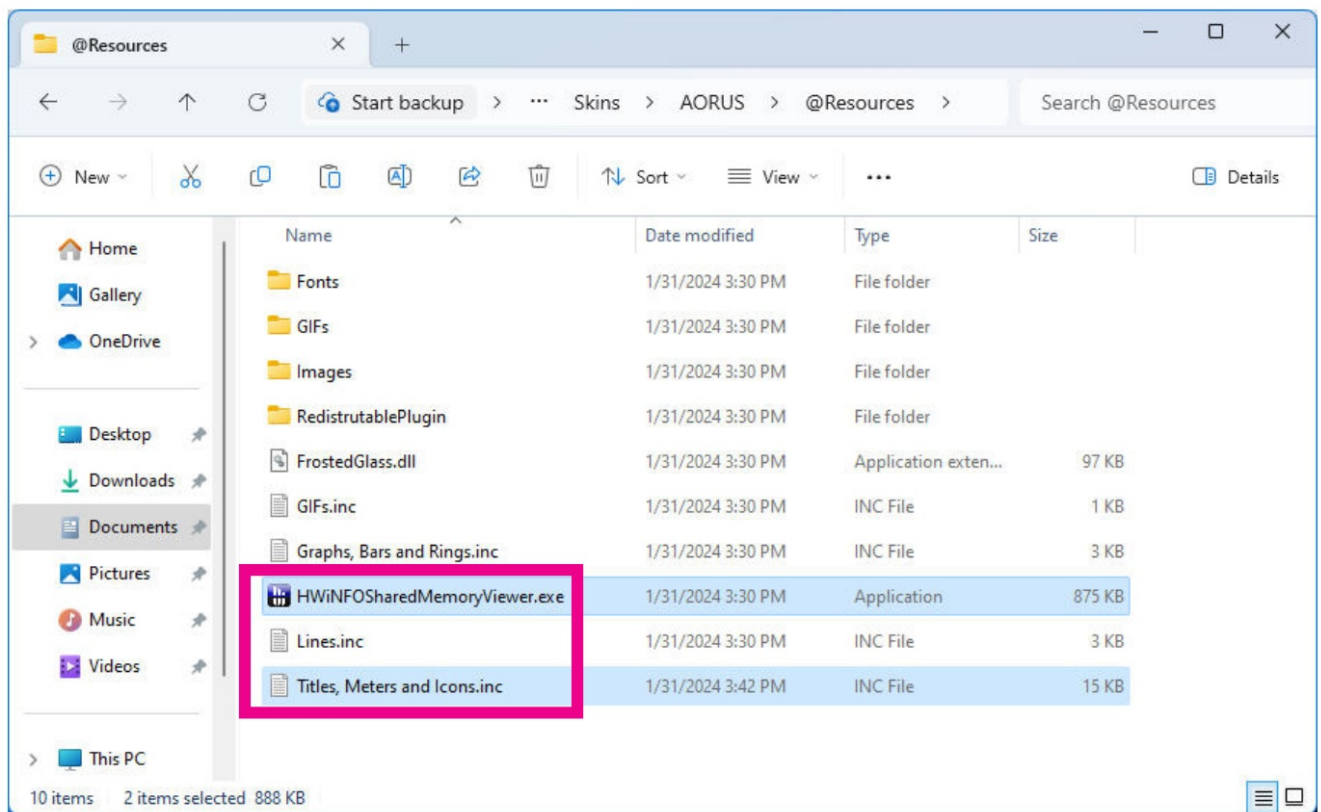 @Resources
Start backup > ... Skins > AORUS > @Resources > Search @Resources
New Sort View ... Details
Name Date modified Type Size
Home
Gallery
OneDrive
Desktop
Downloads
Documents
Pictures
Music
Videos
This PC
Fonts 1/31/2024 3:30 PM File folder
GIFs 1/31/2024 3:30 PM File folder
Images 1/31/2024 3:30 PM File folder
RedistrutablePlugin 1/31/2024 3:30 PM File folder
FrostedGlass.dll 1/31/2024 3:30 PM Application exten... 97 KB
GIFs.inc 1/31/2024 3:30 PM INC File 1 KB
Graphs, Bars and Rings.inc 1/31/2024 3:30 PM INC File 3 KB
HWiNFOSharedMemoryViewer.exe 1/31/2024 3:30 PM Application 875 KB
Lines.inc 1/31/2024 3:30 PM INC File 3 KB
Titles, Meters and Icons.inc 1/31/2024 3:42 PM INC File 15 KB
10 items 2 items selected 888 KB